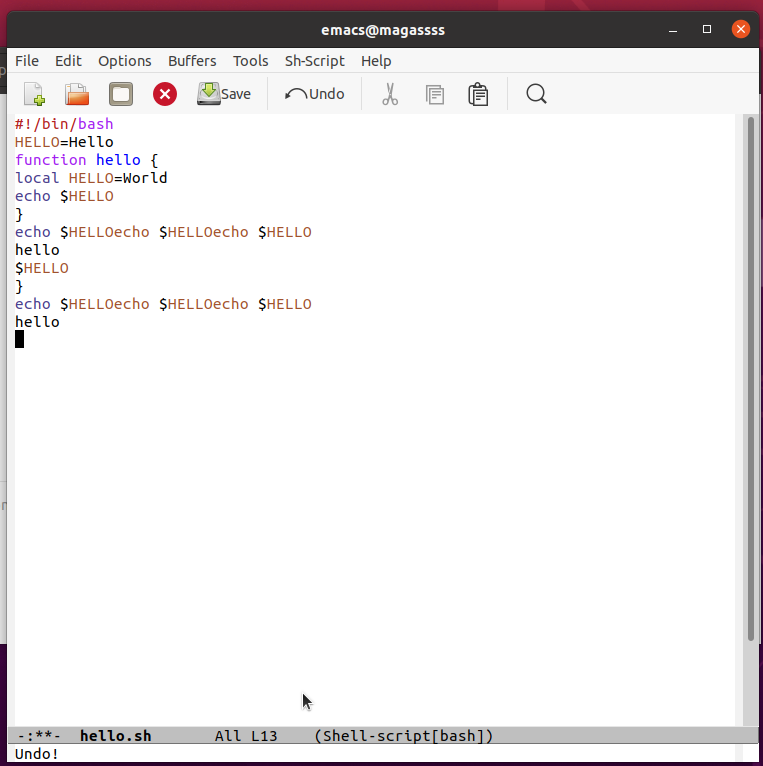 emacs@magassss
File Edit Options Buffers Tools Sh-Script Help
Save Undo
#!/bin/bash
HELLO=Hello
function hello {
local HELLO=World
echo $HELLO
}
echo $HELLOecho $HELLOecho $HELLO
hello
$HELLO
}
echo $HELLOecho $HELLOecho $HELLO
hello
-:**- hello.sh All L13 (Shell-script[bash])
Undo!